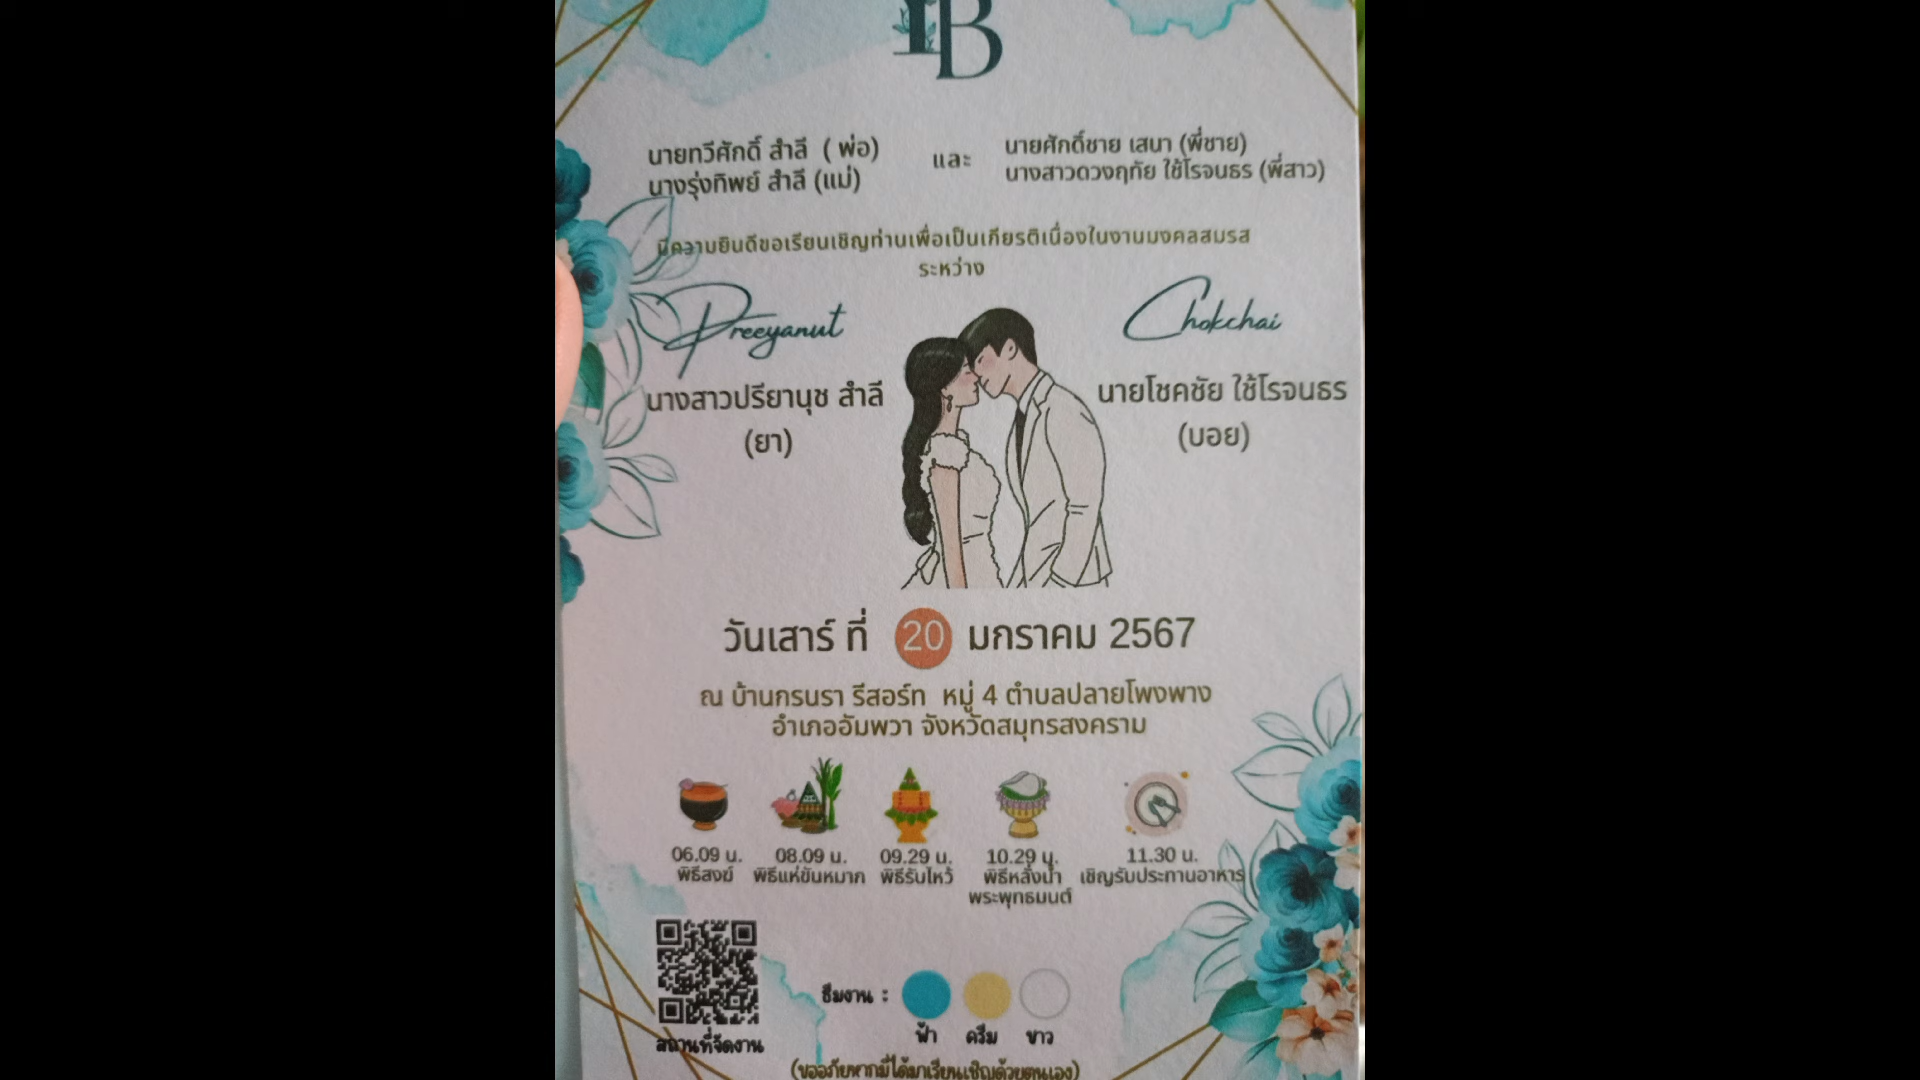 YB
นายทวีศักดิ์ สำลี ( พ่อ) และ นายศักดิ์ชาย เสนา (พี่ชาย)
นางรุ่งทิพย์ สำลี (แม่) นางสาวดวงฤทัย ใช้โรจนธร (พี่สาว)
มีความยินดีขอเรียนเชิญท่านเพื่อเป็นเกียรติเนื่องในงานมงคลสมรส
ระหว่าง
Preeyanut Chokchai
นางสาวปรียานุช สำลี นายโชคชัย ใช้โรจนธร
(ยา) (บอย)
วันเสาร์ ที่ 20 มกราคม 2567
ณ บ้านกรนรา รีสอร์ท หมู่ 4 ตำบลปลายโพงพาง
อำเภออัมพวา จังหวัดสมุทรสงคราม
06.09 น. 08.09 น. 09.29 น. 10.29 น. 11.30 น.
พิธีสงฆ์ พิธีแห่ขันหมาก พิธีรับไหว้ พิธีหลั่งน้ำ เชิญรับประทานอาหาร
พระพุทธมนต์
ธีมงาน :
ฟ้า ครีม ขาว
สถานที่จัดงาน
(ขออภัยหากมิได้มาเรียนเชิญด้วยตนเอง)